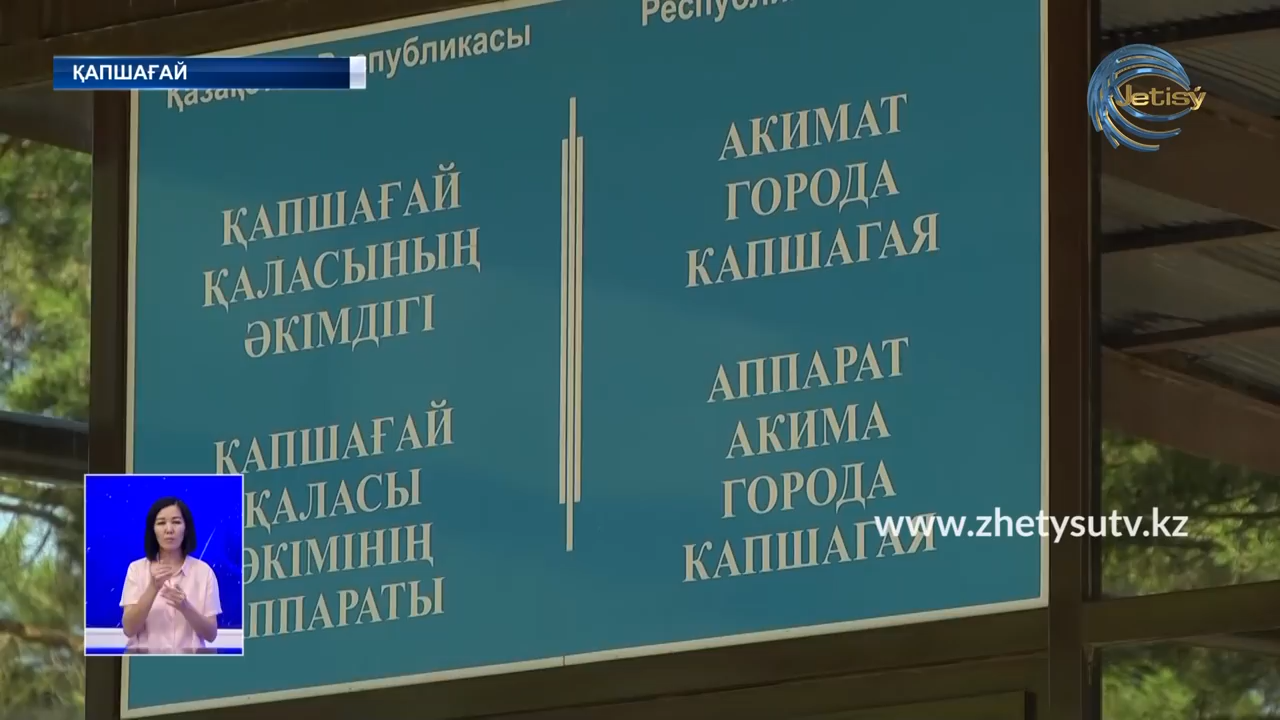 ҚАПШАҒАЙ
Jetisý
Республикасы
ҚАПШАҒАЙ
ҚАЛАСЫНЫҢ
ӘКІМДІГІ
ҚАПШАҒАЙ
ҚАЛАСЫ
ӘКІМІНІҢ
АППАРАТЫ
АКИМАТ
ГОРОДА
КАПШАГАЯ
АППАРАТ
АКИМА
ГОРОДА
КАПШАГАЯ
www.zhetysutv.kz